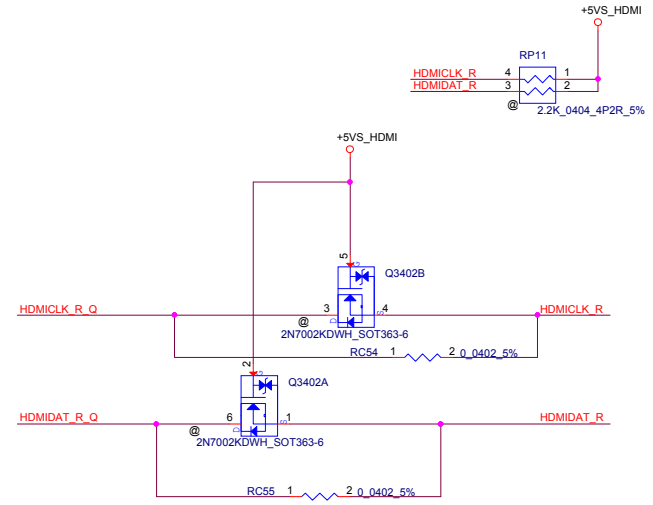 +5VS_HDMI
RP11
HDMICLK_R 4 1
HDMIDAT_R 3 2
@ 2.2K_0404_4P2R_5%
+5VS_HDMI
5
G
Q3402B
HDMICLK_R_Q 3 4 HDMICLK_R
D S
@
2N7002KDWH_SOT363-6
RC54 1 2 0_0402_5%
2
G
Q3402A
HDMIDAT_R_Q 6 1 HDMIDAT_R
D S
@
2N7002KDWH_SOT363-6
RC55 1 2 0_0402_5%